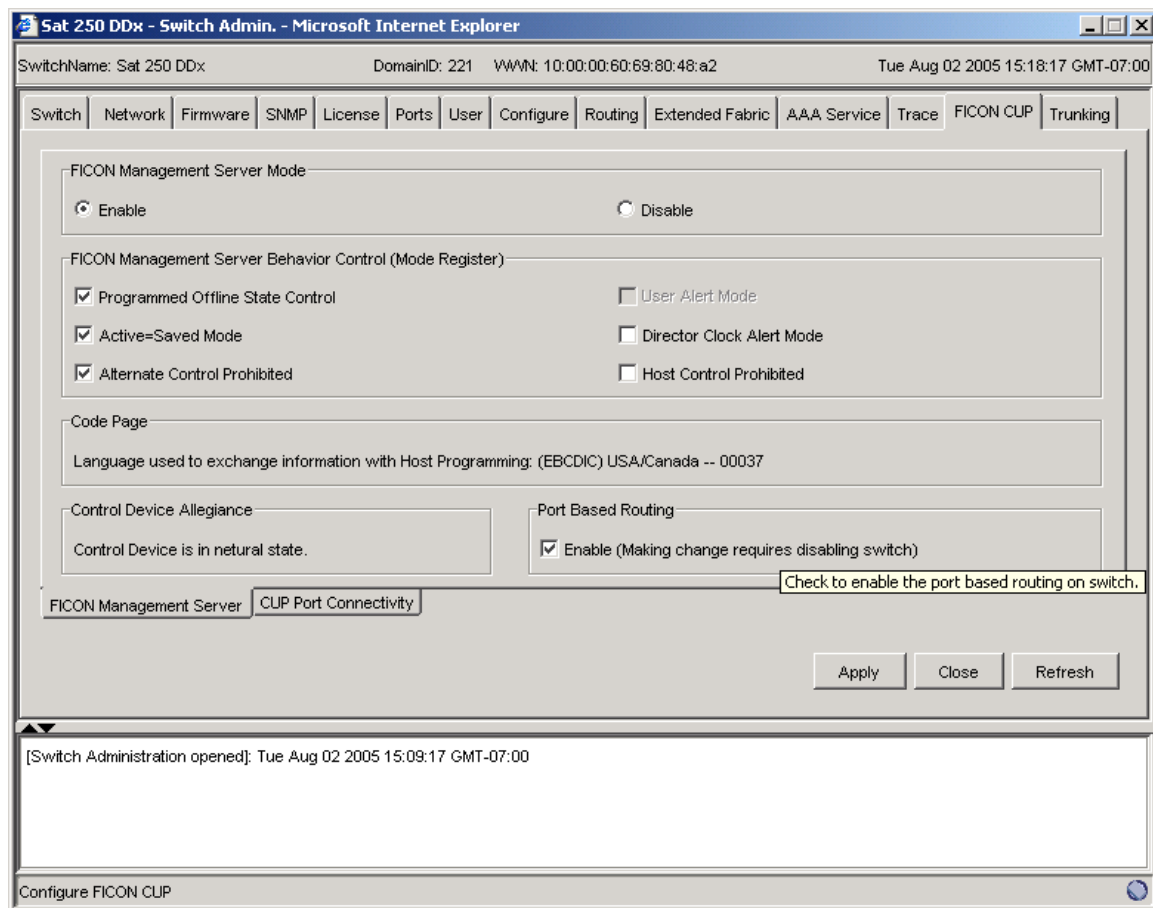 Sat 250 DDx - Switch Admin. - Microsoft Internet Explorer
SwitchName: Sat 250 DDx DomainID: 221 WWN: 10:00:00:60:69:80:48:a2 Tue Aug 02 2005 15:18:17 GMT-07:00
Switch Network Firmware SNMP License Ports User Configure Routing Extended Fabric AAA Service Trace FICON CUP Trunking
FICON Management Server Mode
Enable Disable
FICON Management Server Behavior Control (Mode Register)
Programmed Offline State Control User Alert Mode
Active=Saved Mode Director Clock Alert Mode
Alternate Control Prohibited Host Control Prohibited
Code Page
Language used to exchange information with Host Programming: (EBCDIC) USA/Canada -- 00037
Control Device Allegiance Port Based Routing
Control Device is in netural state. Enable (Making change requires disabling switch)
Check to enable the port based routing on switch.
FICON Management Server CUP Port Connectivity
Apply Close Refresh
[Switch Administration opened]: Tue Aug 02 2005 15:09:17 GMT-07:00
Configure FICON CUP